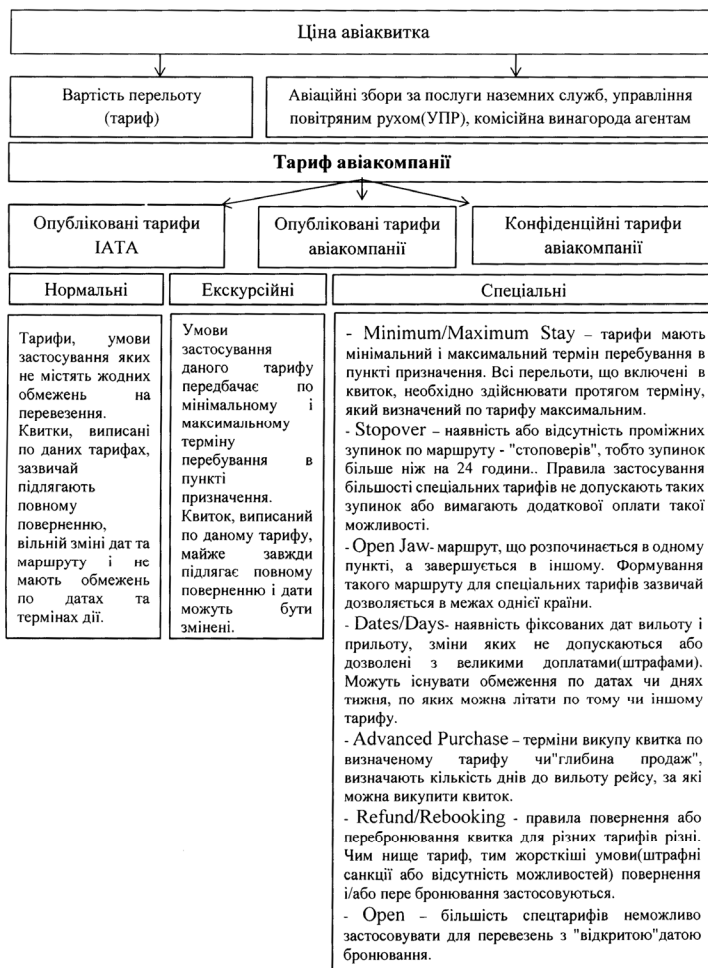 Ціна авіаквитка
Вартість перельоту
(тариф)
Авіаційні збори за послуги наземних служб, управління
повітряним рухом(УПР), комісійна винагорода агентам
Тариф авіакомпанії
Опубліковані тарифи
ІАТА
Опубліковані тарифи
авіакомпанії
Конфіденційні тарифи
авіакомпанії
Нормальні
Екскурсійні
Спеціальні
Тарифи, умови
застосування яких
не містять жодних
обмежень на
перевезення.
Квитки, виписані
по даних тарифах,
зазвичай
підлягають
повному
поверненню,
вільній зміні дат та
маршруту і не
мають обмежень
по датах та
термінах дії.
Умови
застосування
даного тарифу
передбачає по
мінімальному і
максимальному
терміну
перебування в
пункті
призначення.
Квиток, виписаний
по даному тарифу,
майже завжди
підлягає повному
поверненню і дати
можуть бути
змінені.
- Minimum/Maximum Stay – тарифи мають
мінімальний і максимальний термін перебування в
пункті призначення. Всі перельоти, що включені в
квиток, необхідно здійснювати протягом терміну,
який визначений по тарифу максимальним.
- Stopover – наявність або відсутність проміжних
зупинок по маршруту - "стоповерів", тобто зупинок
більше ніж на 24 години.. Правила застосування
більшості спеціальних тарифів не допускають таких
зупинок або вимагають додаткової оплати такої
можливості.
- Open Jaw- маршрут, що розпочинається в одному
пункті, а завершується в іншому. Формування
такого маршруту для спеціальних тарифів зазвичай
дозволяється в межах однієї країни.
- Dates/Days- наявність фіксованих дат вильоту і
прильоту, зміни яких не допускаються або
дозволені з великими доплатами(штрафами).
Можуть існувати обмеження по датах чи днях
тижня, по яких можна літати по тому чи іншому
тарифу.
- Advanced Purchase – терміни викупу квитка по
визначеному тарифу чи"глибина продаж",
визначають кількість днів до вильоту рейсу, за які
можна викупити квиток.
- Refund/Rebooking - правила повернення або
перебронювання квитка для різних тарифів різні.
Чим нище тариф, тим жорсткіші умови(штрафні
санкції або відсутність можливостей) повернення
і/або пере бронювання застосовуються.
- Open – більшість спецтарифів неможливо
застосовувати для перевезень з "відкритою"датою
бронювання.